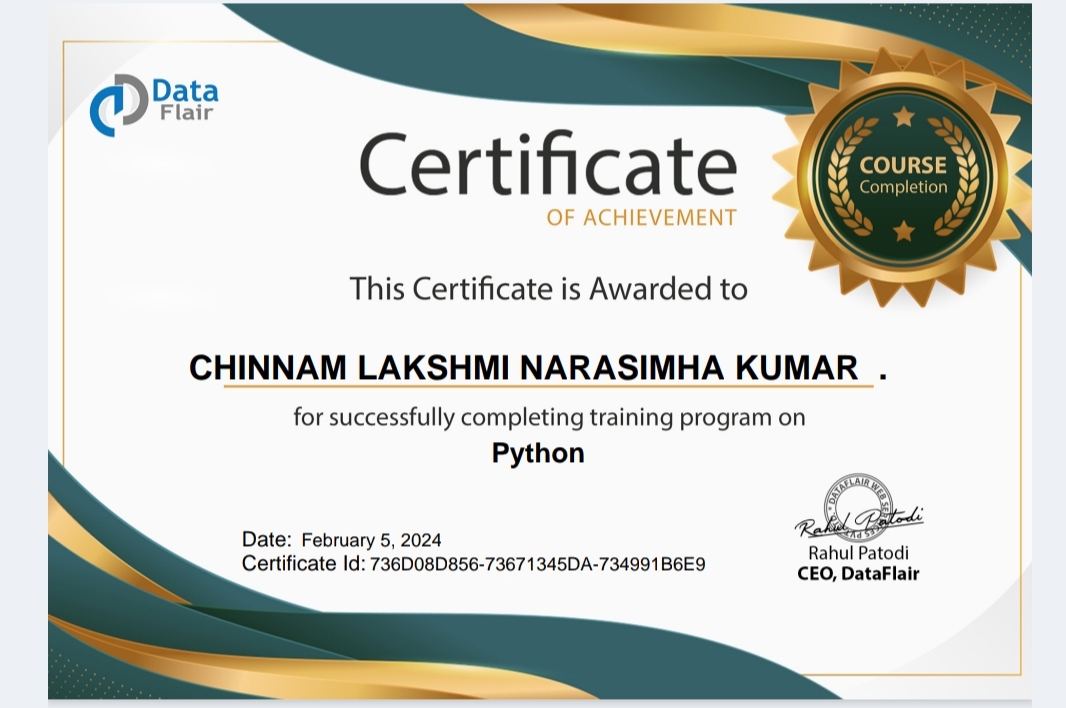 Data
Flair
Certificate
OF ACHIEVEMENT
COURSE
Completion
This Certificate is Awarded to
CHINNAM LAKSHMI NARASIMHA KUMAR .
for successfully completing training program on
Python
DATAFLAIR WEB
Rahul Patodi
Date: February 5, 2024
Certificate Id: 736D08D856-73671345DA-734991B6E9
Rahul Patodi
CEO, DataFlair